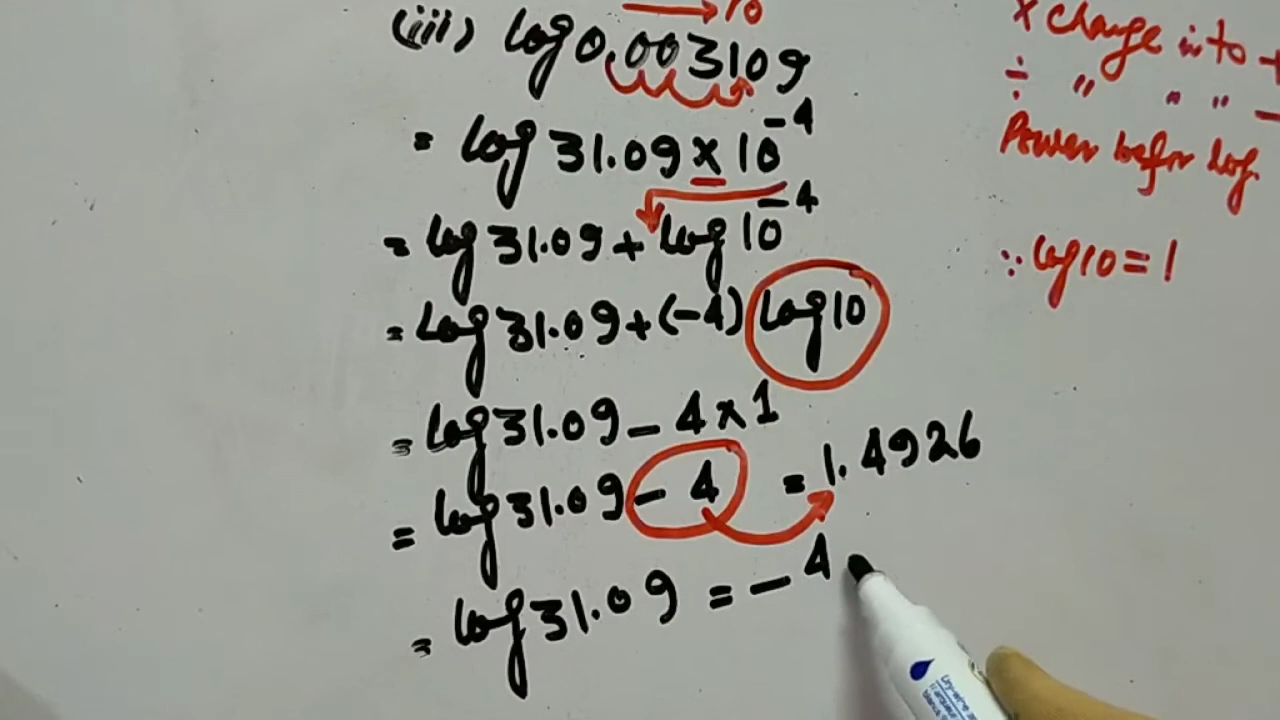 → 10
(iii) log 0.003109
= log 31.09 × 10⁻⁴
= log 31.09 + log 10⁻⁴
= log 31.09 + (-4) log 10
= log 31.09 - 4 × 1
= log 31.09 - 4 = 1.4926
= log 31.09 = - 4
× change into +
÷ " " " -
Power befor log.
∵ log 10 = 1